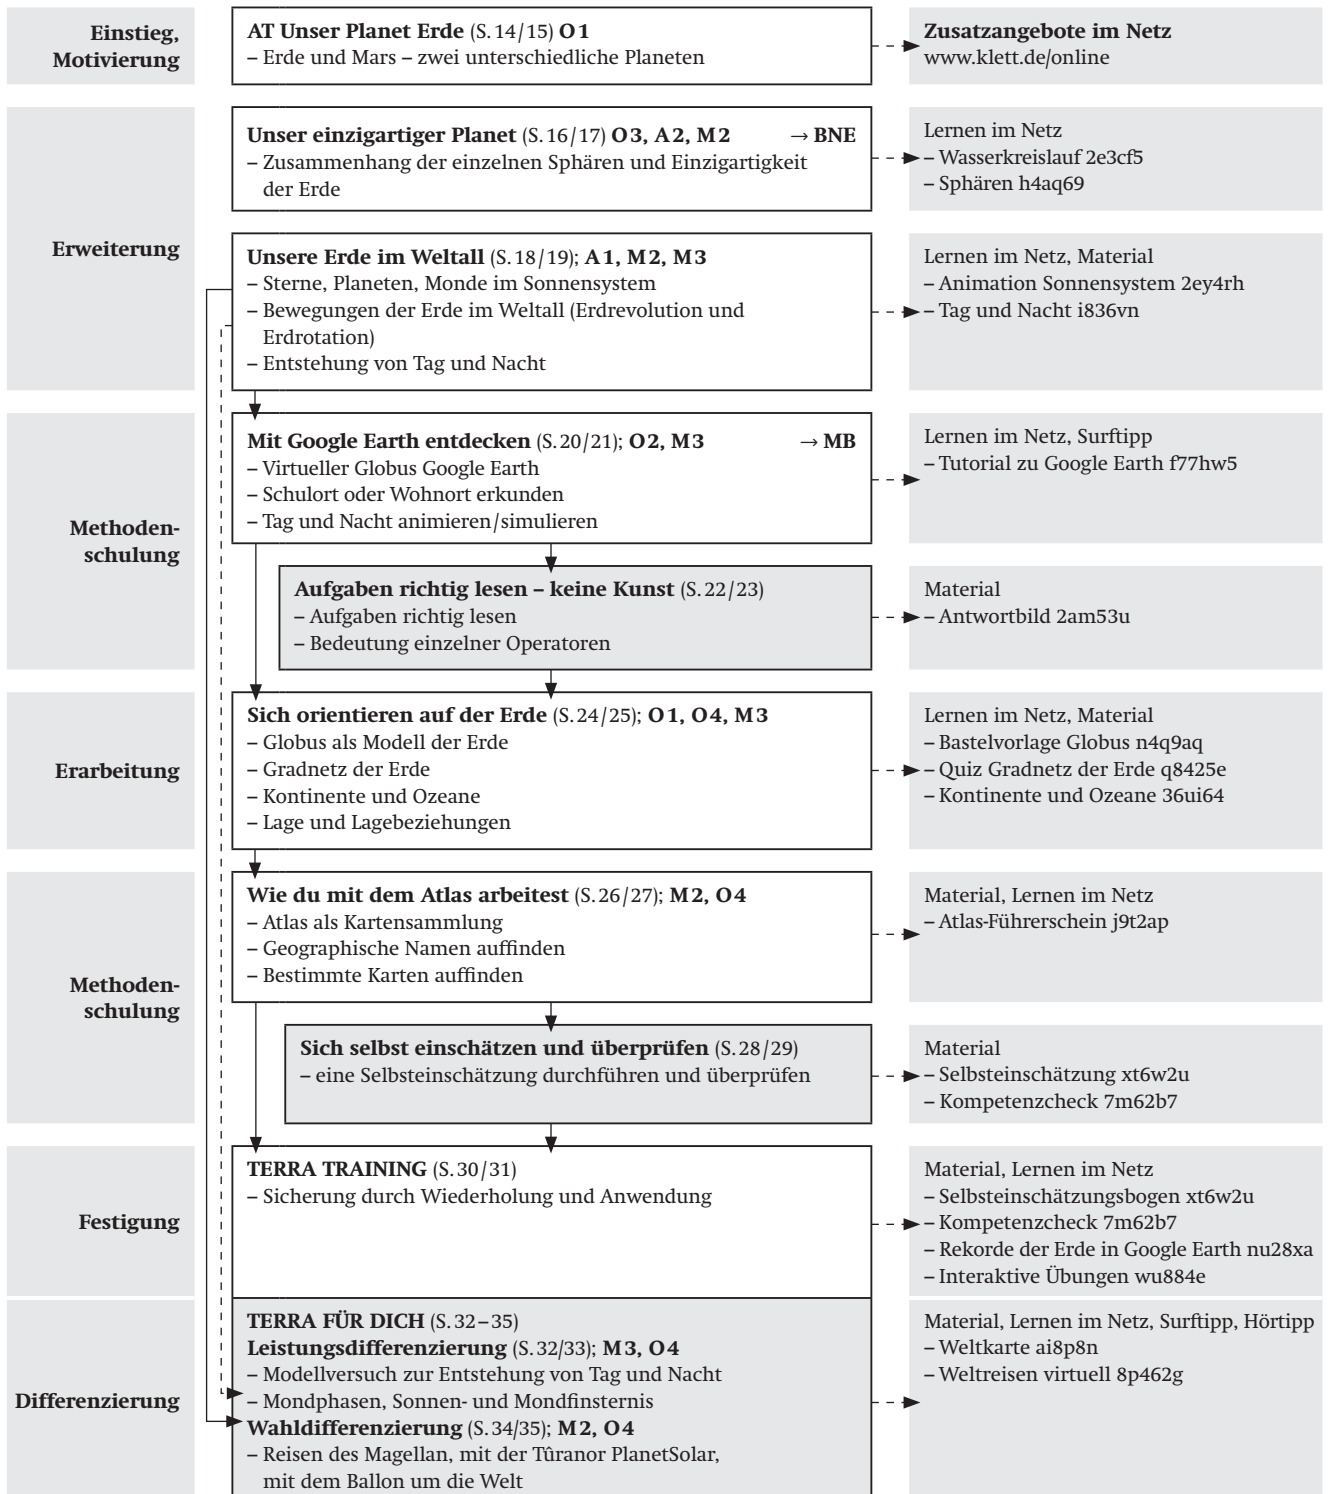 Einstieg,
Motivierung
AT Unser Planet Erde (S. 14/15) O1
– Erde und Mars – zwei unterschiedliche Planeten
Zusatzangebote im Netz
www.klett.de/online
Erweiterung
Unser einzigartiger Planet (S. 16/17) O3, A2, M2 → BNE
– Zusammenhang der einzelnen Sphären und Einzigartigkeit
der Erde
Lernen im Netz
– Wasserkreislauf 2e3cf5
– Sphären h4aq69
Unsere Erde im Weltall (S. 18/19); A1, M2, M3
– Sterne, Planeten, Monde im Sonnensystem
– Bewegungen der Erde im Weltall (Erdrevolution und
Erdrotation)
– Entstehung von Tag und Nacht
Lernen im Netz, Material
– Animation Sonnensystem 2ey4rh
– Tag und Nacht i836vn
Methoden-
schulung
Mit Google Earth entdecken (S. 20/21); O2, M3 → MB
– Virtueller Globus Google Earth
– Schulort oder Wohnort erkunden
– Tag und Nacht animieren/simulieren
Lernen im Netz, Surftipp
– Tutorial zu Google Earth f77hw5
Aufgaben richtig lesen – keine Kunst (S. 22/23)
– Aufgaben richtig lesen
– Bedeutung einzelner Operatoren
Material
– Antwortbild 2am53u
Erarbeitung
Sich orientieren auf der Erde (S. 24/25); O1, O4, M3
– Globus als Modell der Erde
– Gradnetz der Erde
– Kontinente und Ozeane
– Lage und Lagebeziehungen
Lernen im Netz, Material
– Bastelvorlage Globus n4q9aq
– Quiz Gradnetz der Erde q8425e
– Kontinente und Ozeane 36ui64
Methoden-
schulung
Wie du mit dem Atlas arbeitest (S. 26/27); M2, O4
– Atlas als Kartensammlung
– Geographische Namen auffinden
– Bestimmte Karten auffinden
Material, Lernen im Netz
– Atlas-Führerschein j9t2ap
Sich selbst einschätzen und überprüfen (S. 28/29)
– eine Selbsteinschätzung durchführen und überprüfen
Material
– Selbsteinschätzung xt6w2u
– Kompetenzcheck 7m62b7
Festigung
TERRA TRAINING (S. 30/31)
– Sicherung durch Wiederholung und Anwendung
Material, Lernen im Netz
– Selbsteinschätzungsbogen xt6w2u
– Kompetenzcheck 7m62b7
– Rekorde der Erde in Google Earth nu28xa
– Interaktive Übungen wu884e
Differenzierung
TERRA FÜR DICH (S. 32–35)
Leistungsdifferenzierung (S. 32/33); M3, O4
– Modellversuch zur Entstehung von Tag und Nacht
– Mondphasen, Sonnen- und Mondfinsternis
Wahldifferenzierung (S. 34/35); M2, O4
– Reisen des Magellan, mit der Tûranor PlanetSolar,
mit dem Ballon um die Welt
Material, Lernen im Netz, Surftipp, Hörtipp
– Weltkarte ai8p8n
– Weltreisen virtuell 8p462g